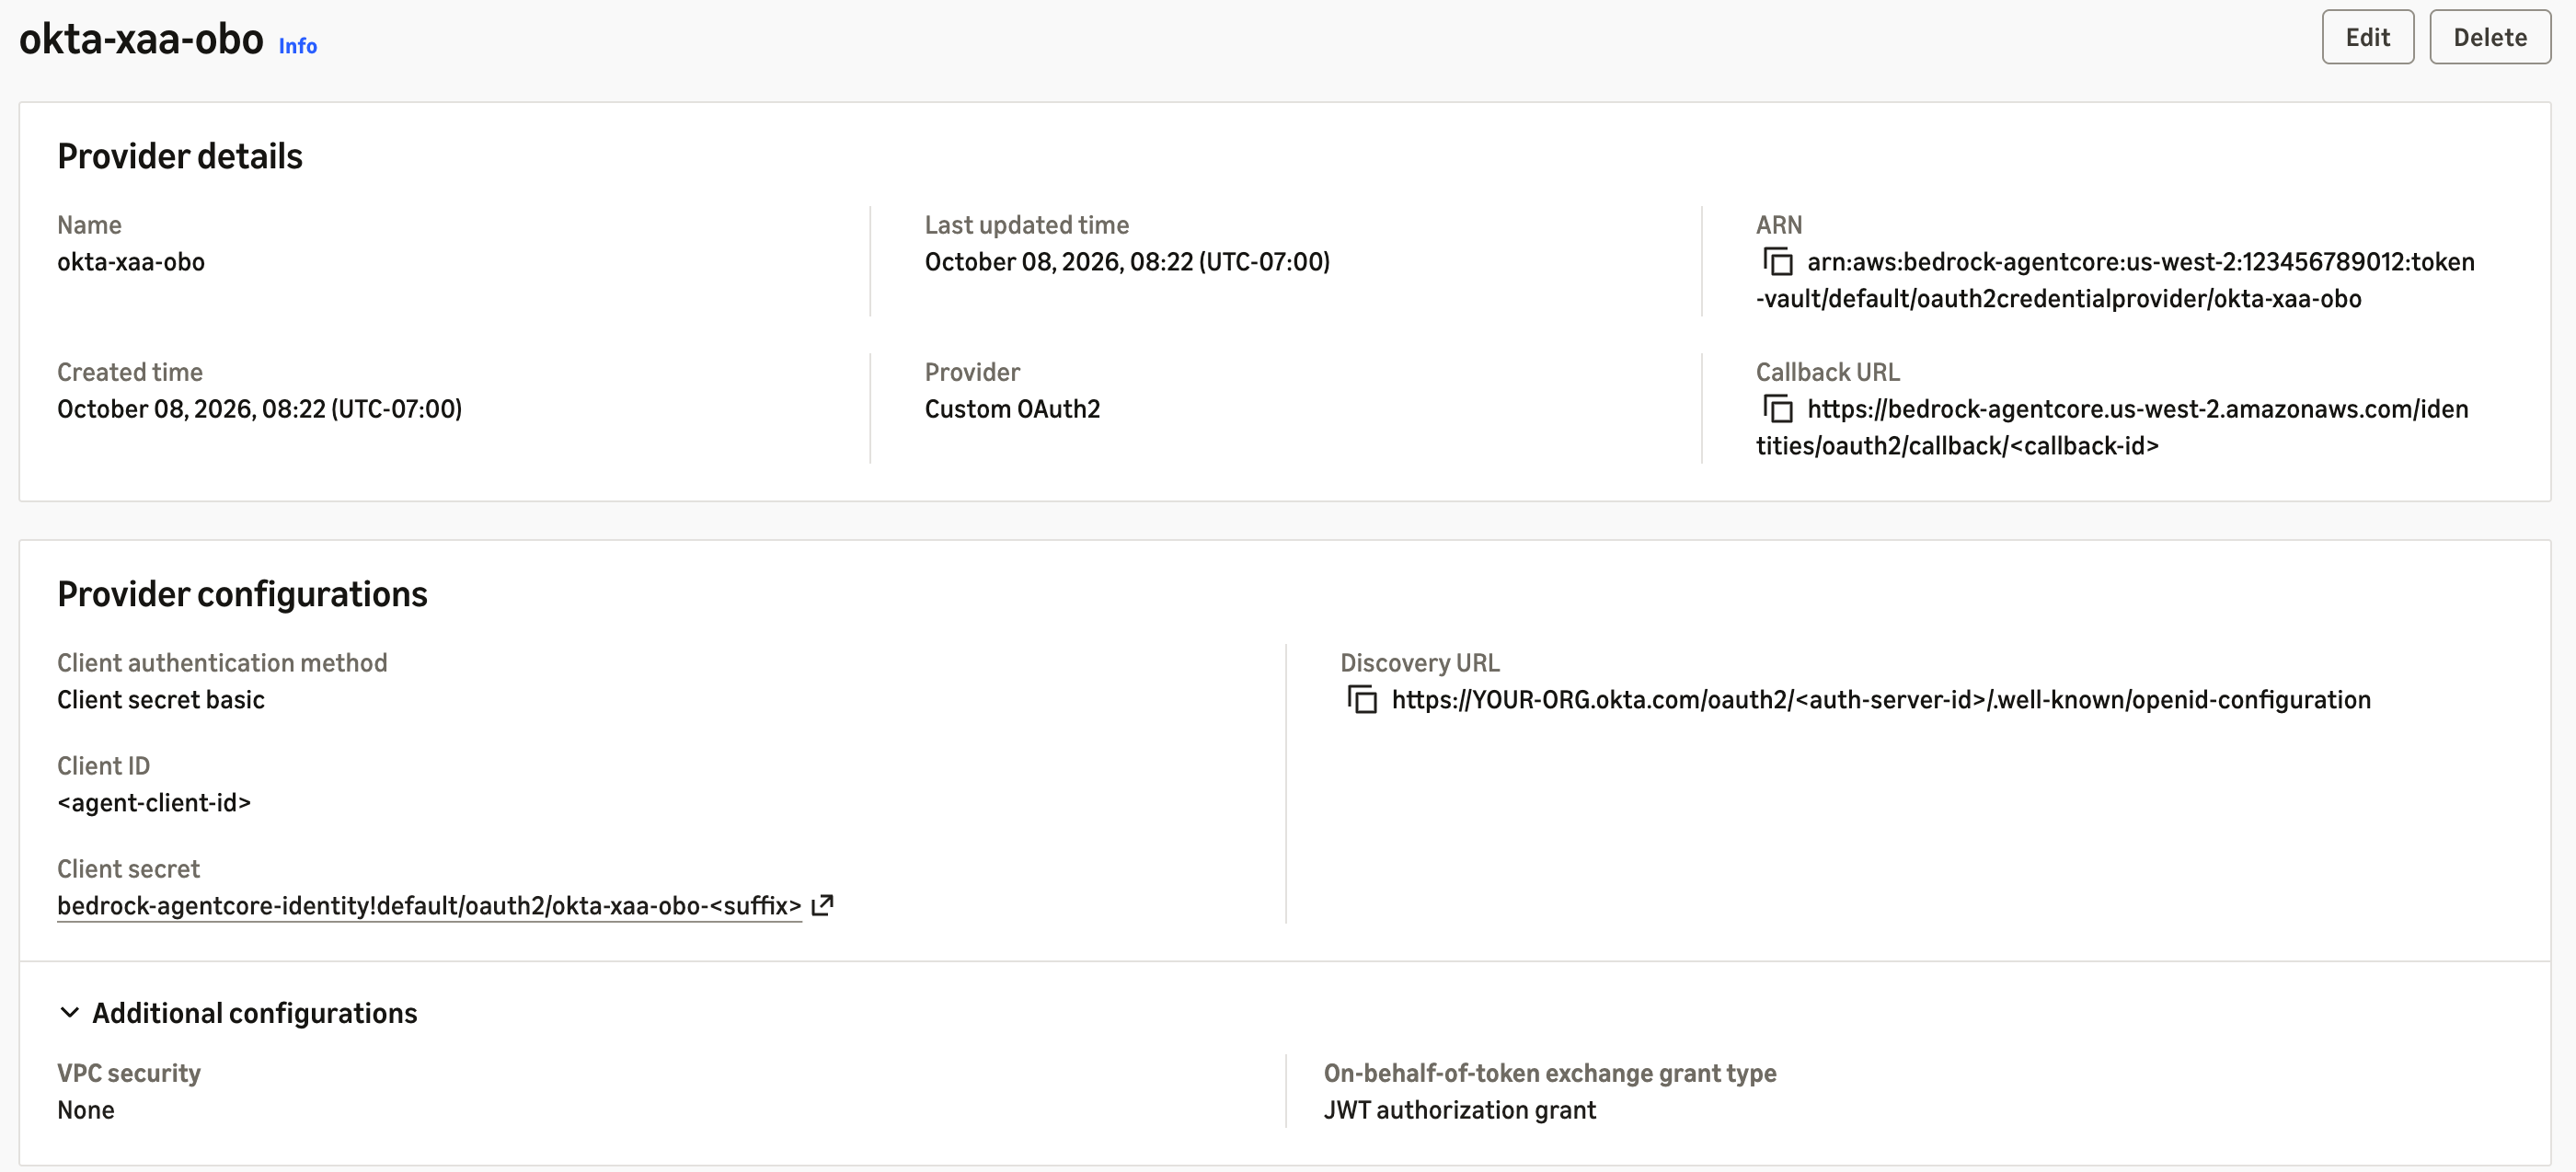 okta-xaa-obo Info
Edit
Delete
Provider details
Name
okta-xaa-obo
Last updated time
October 08, 2026, 08:22 (UTC-07:00)
ARN
arn:aws:bedrock-agentcore:us-west-2:123456789012:token
-vault/default/oauth2credentialprovider/okta-xaa-obo
Created time
October 08, 2026, 08:22 (UTC-07:00)
Provider
Custom OAuth2
Callback URL
https://bedrock-agentcore.us-west-2.amazonaws.com/iden
tities/oauth2/callback/<callback-id>
Provider configurations
Client authentication method
Client secret basic
Discovery URL
https://YOUR-ORG.okta.com/oauth2/<auth-server-id>/.well-known/openid-configuration
Client ID
<agent-client-id>
Client secret
bedrock-agentcore-identity!default/oauth2/okta-xaa-obo-<suffix>
Additional configurations
VPC security
None
On-behalf-of-token exchange grant type
JWT authorization grant